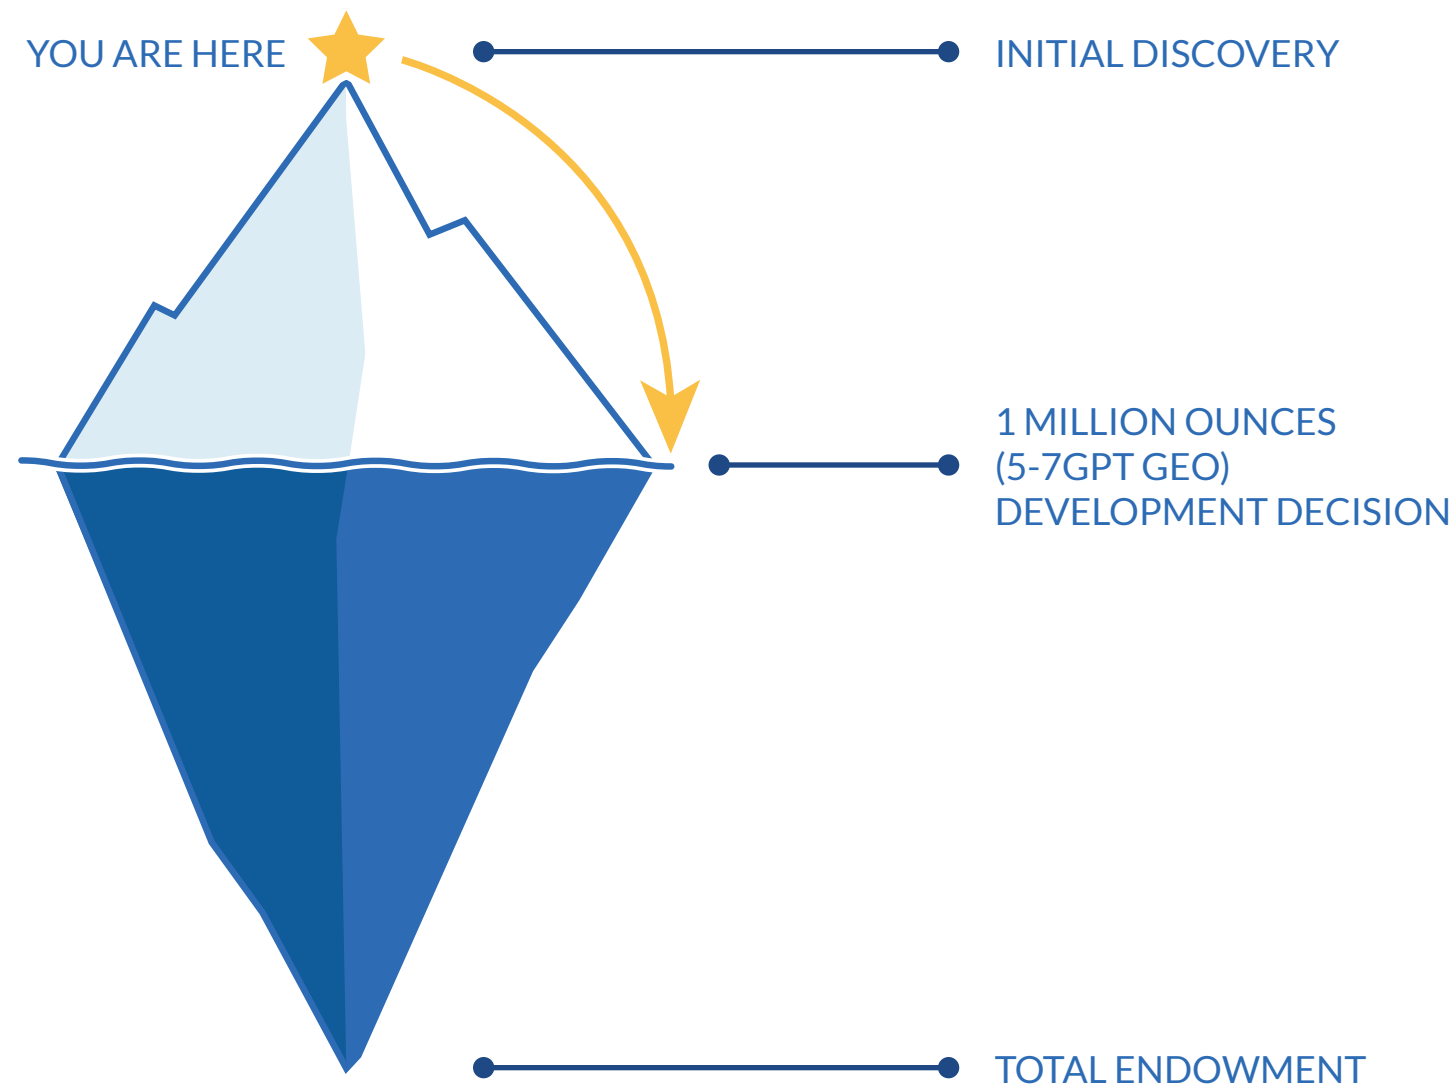 YOU ARE HERE
INITIAL DISCOVERY
1 MILLION OUNCES
(5-7GPT GEO)
DEVELOPMENT DECISION
TOTAL ENDOWMENT